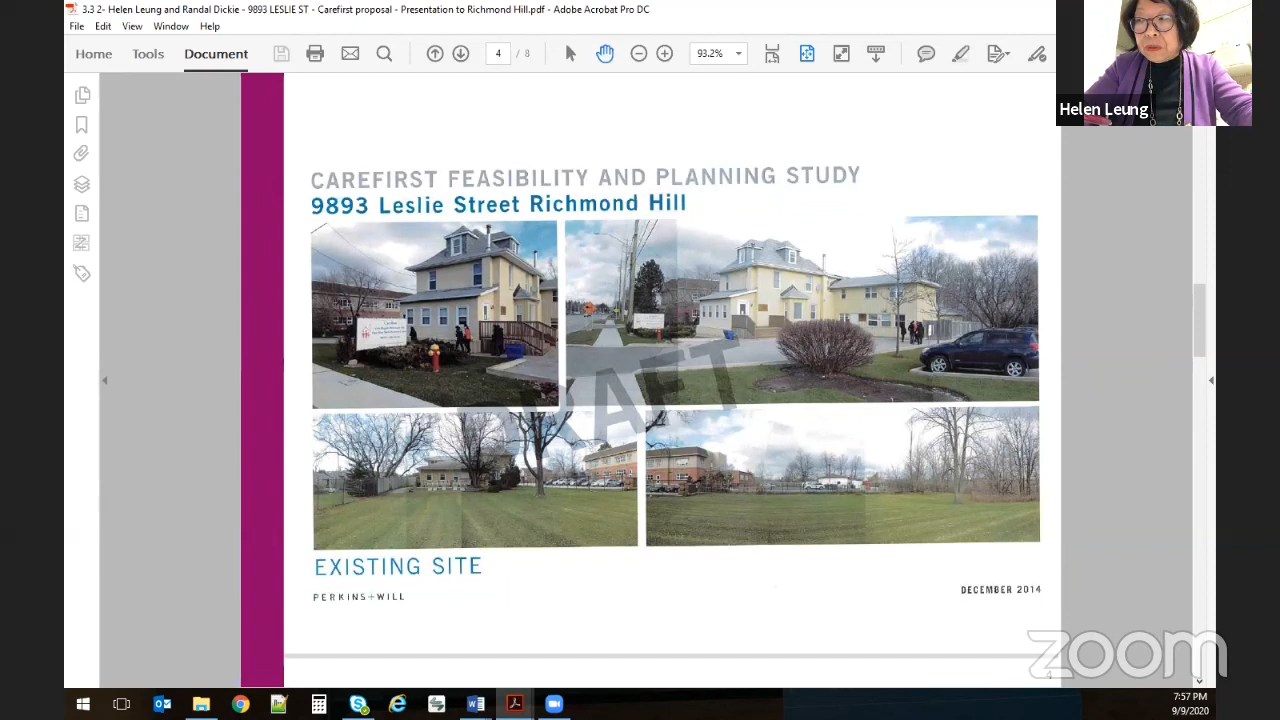 3.3 2- Helen Leung and Randal Dickie - 9893 LESLIE ST - Carefirst proposal - Presentation to Richmond Hill.pdf - Adobe Acrobat Pro DC
File Edit View Window Help
Home Tools Document 4 / 8 93.2%
Helen Leung
CAREFIRST FEASIBILITY AND PLANNING STUDY
9893 Leslie Street Richmond Hill
DRAFT
EXISTING SITE
PERKINS+WILL
DECEMBER 2014
zoom
4
7:57 PM
9/9/2020